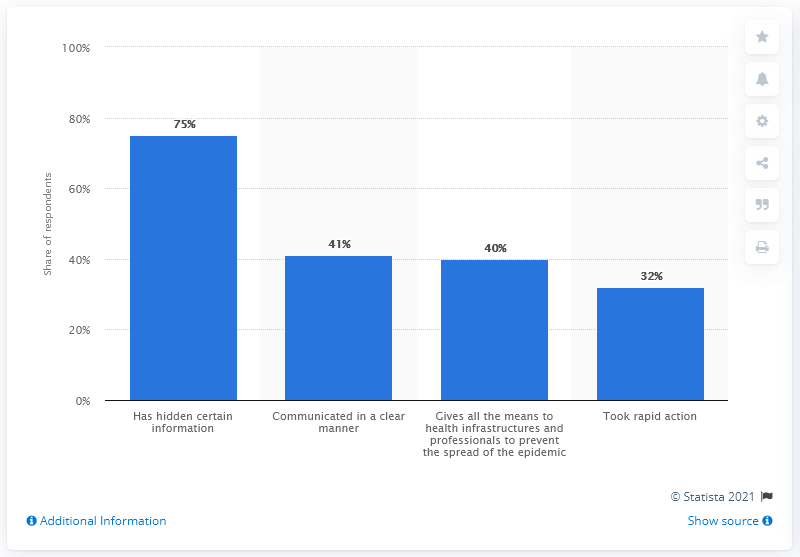 100%
80%
60%
40%
20%
0%
Share of respondents
75%
41%
40%
32%
Has hidden certain
information
Communicated in a clear
manner
Gives all the means to
health infrastructures and
professionals to prevent
the spread of the epidemic
Took rapid action
© Statista 2021
Additional Information
Show source